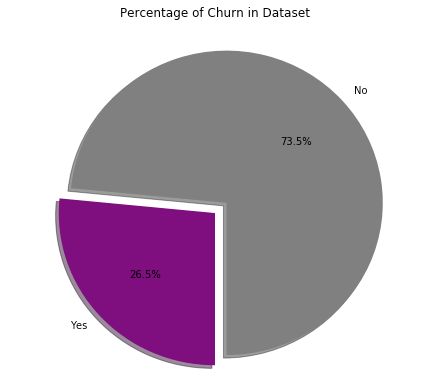 Percentage of Churn in Dataset
No
73.5%
26.5%
Yes